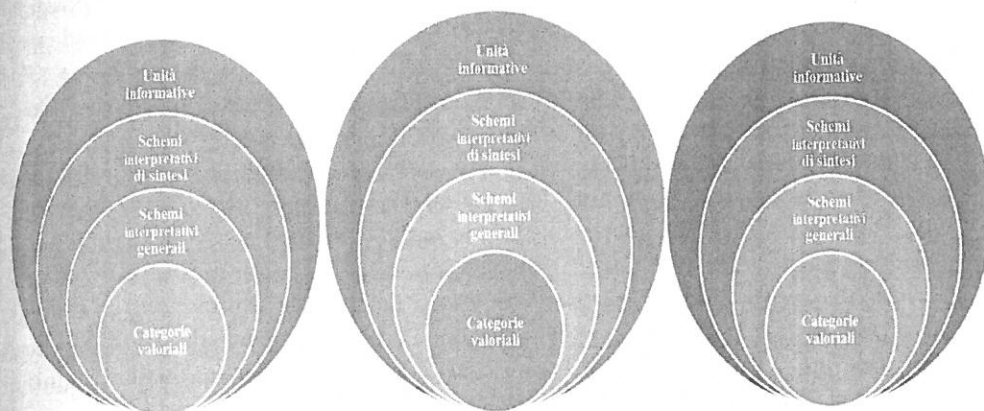 Unità
informative
Schemi
interpretativi
di sintesi
Schemi
interpretativi
generali
Categorie
valoriali
Unità
informative
Schemi
interpretativi
di sintesi
Schemi
interpretativi
generali
Categorie
valoriali
Unità
informative
Schemi
interpretativi
di sintesi
Schemi
interpretativi
generali
Categorie
valoriali